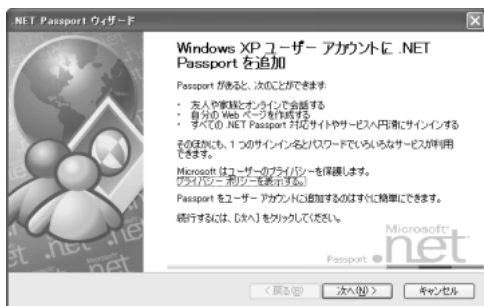 .NET Passport ウィザード
Windows XP ユーザー アカウントに .NET
Passport を追加
Passport があると、次のことができます:
・ 友人や家族とオンラインで会話する
・ 自分の Web ページを作成する
・ すべての .NET Passport 対応サイトやサービスへ円滑にサインインする
そのほかにも、1 つのサインイン名とパスワードでいろいろなサービスが利用
できます。
Microsoft はユーザーのプライバシーを保護します。
プライバシー ポリシーを表示する。
Passport をユーザー アカウントに追加するのはすぐに簡単にできます。
続行するには、[次へ] をクリックしてください。
Microsoft
Passport .net
< 戻る(B) 次へ(N) > キャンセル